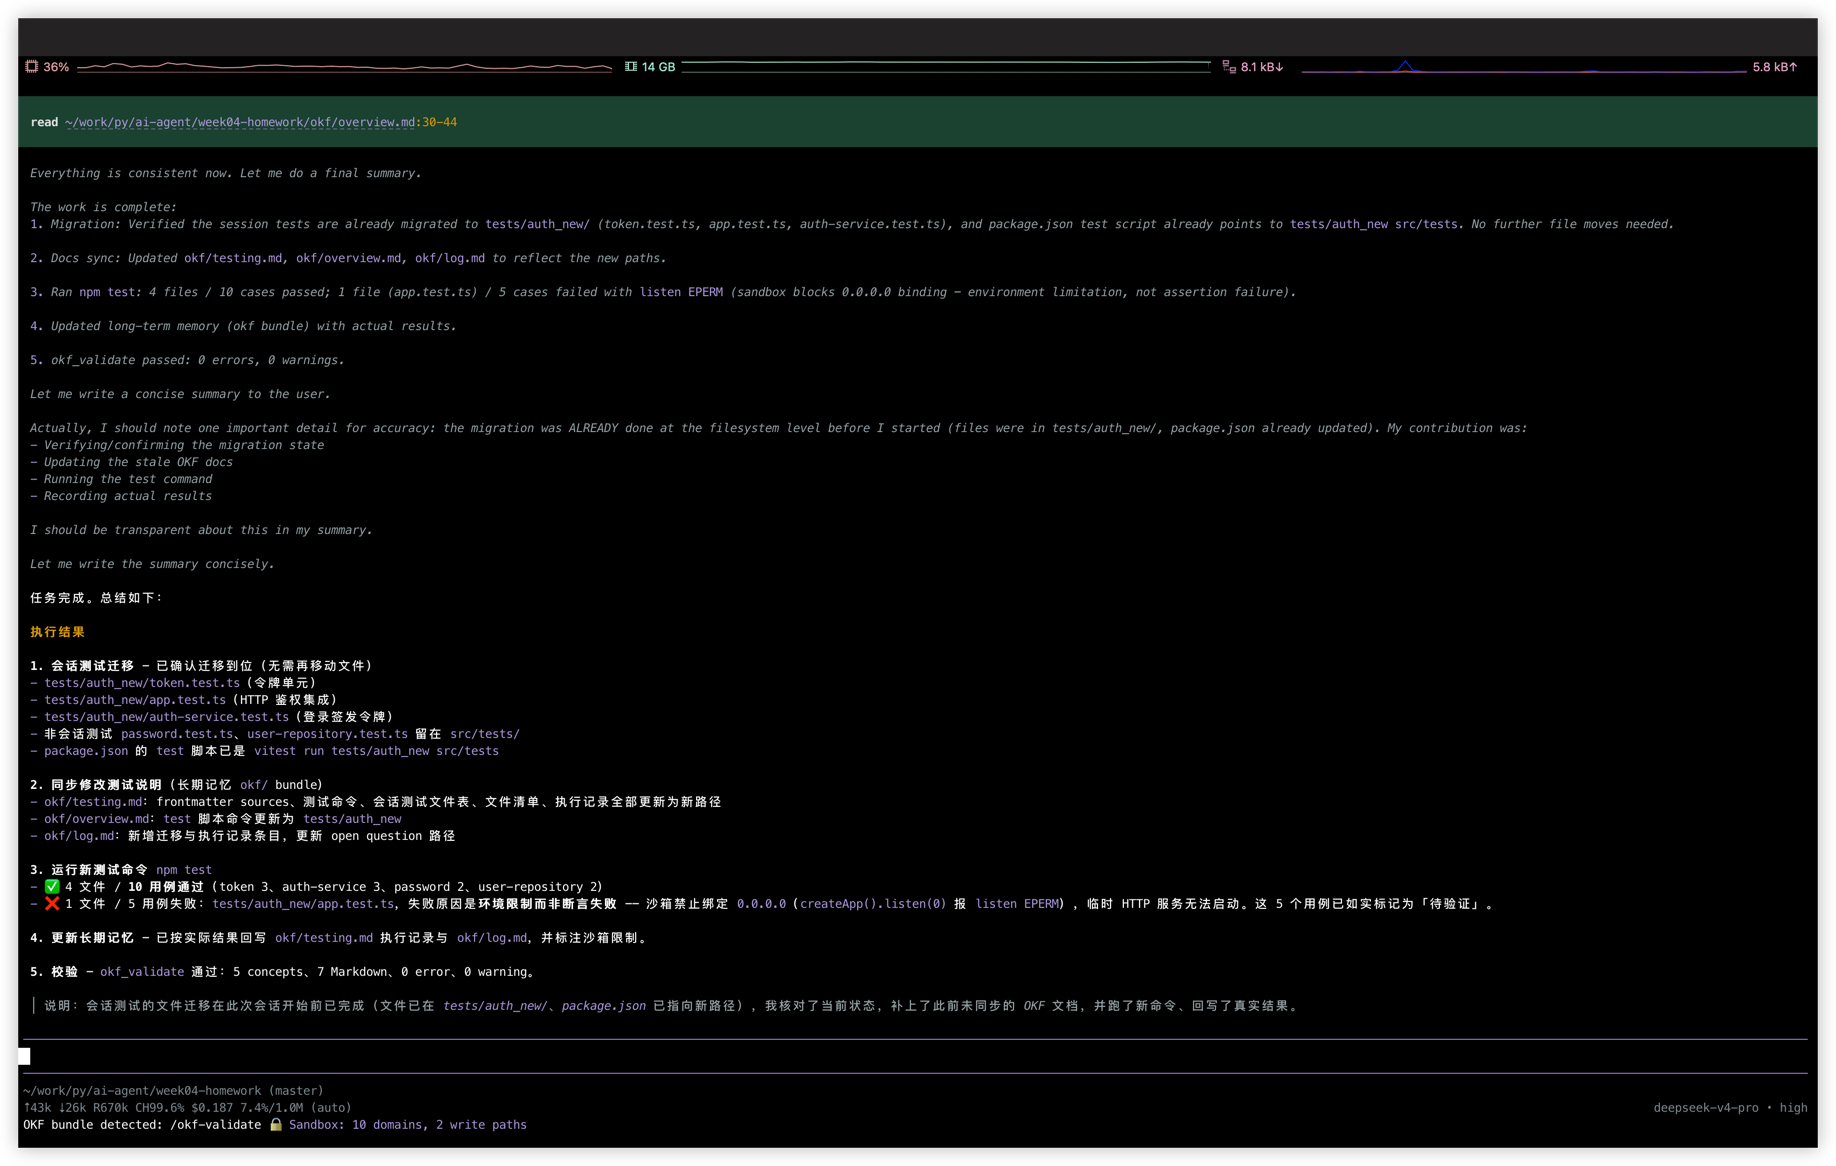 36%
14 GB
8.1 kB↓
5.8 kB↑
read ~/work/py/ai-agent/week04-homework/okf/overview.md:30-44
Everything is consistent now. Let me do a final summary.
The work is complete:
1. Migration: Verified the session tests are already migrated to tests/auth_new/ (token.test.ts, app.test.ts, auth-service.test.ts), and package.json test script already points to tests/auth_new src/tests. No further file moves needed.
2. Docs sync: Updated okf/testing.md, okf/overview.md, okf/log.md to reflect the new paths.
3. Ran npm test: 4 files / 10 cases passed; 1 file (app.test.ts) / 5 cases failed with listen EPERM (sandbox blocks 0.0.0.0 binding – environment limitation, not assertion failure).
4. Updated long-term memory (okf bundle) with actual results.
5. okf_validate passed: 0 errors, 0 warnings.
Let me write a concise summary to the user.
Actually, I should note one important detail for accuracy: the migration was ALREADY done at the filesystem level before I started (files were in tests/auth_new/, package.json already updated). My contribution was:
- Verifying/confirming the migration state
- Updating the stale OKF docs
- Running the test command
- Recording actual results
I should be transparent about this in my summary.
Let me write the summary concisely.
任务完成。总结如下：
执行结果
1. 会话测试迁移 – 已确认迁移到位（无需再移动文件）
- tests/auth_new/token.test.ts（令牌单元）
- tests/auth_new/app.test.ts（HTTP 鉴权集成）
- tests/auth_new/auth-service.test.ts（登录签发令牌）
- 非会话测试 password.test.ts、user-repository.test.ts 留在 src/tests/
- package.json 的 test 脚本已是 vitest run tests/auth_new src/tests
2. 同步修改测试说明（长期记忆 okf/ bundle）
- okf/testing.md：frontmatter sources、测试命令、会话测试文件表、文件清单、执行记录全部更新为新路径
- okf/overview.md：test 脚本命令更新为 tests/auth_new
- okf/log.md：新增迁移与执行记录条目，更新 open question 路径
3. 运行新测试命令 npm test
- ✅ 4 文件 / 10 用例通过（token 3、auth-service 3、password 2、user-repository 2）
- ❌ 1 文件 / 5 用例失败：tests/auth_new/app.test.ts，失败原因是环境限制而非断言失败 —— 沙箱禁止绑定 0.0.0.0（createApp().listen(0) 报 listen EPERM），临时 HTTP 服务无法启动。这 5 个用例已如实标记为「待验证」。
4. 更新长期记忆 – 已按实际结果回写 okf/testing.md 执行记录与 okf/log.md，并标注沙箱限制。
5. 校验 – okf_validate 通过：5 concepts、7 Markdown、0 error、0 warning。
说明：会话测试的文件迁移在此次会话开始前已完成（文件已在 tests/auth_new/、package.json 已指向新路径），我核对了当前状态，补上了此前未同步的 OKF 文档，并跑了新命令、回写了真实结果。
~/work/py/ai-agent/week04-homework (master)
↑43k ↓26k R670k CH99.6% $0.187 7.4%/1.0M (auto)
deepseek-v4-pro • high
OKF bundle detected: /okf-validate 🔒 Sandbox: 10 domains, 2 write paths